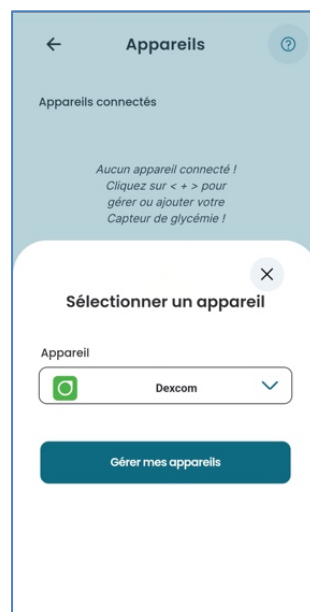 Appareils
Appareils connectés
Aucun appareil connecté !
Cliquez sur < + > pour
gérer ou ajouter votre
Capteur de glycémie !
Sélectionner un appareil
Appareil
Dexcom
Gérer mes appareils